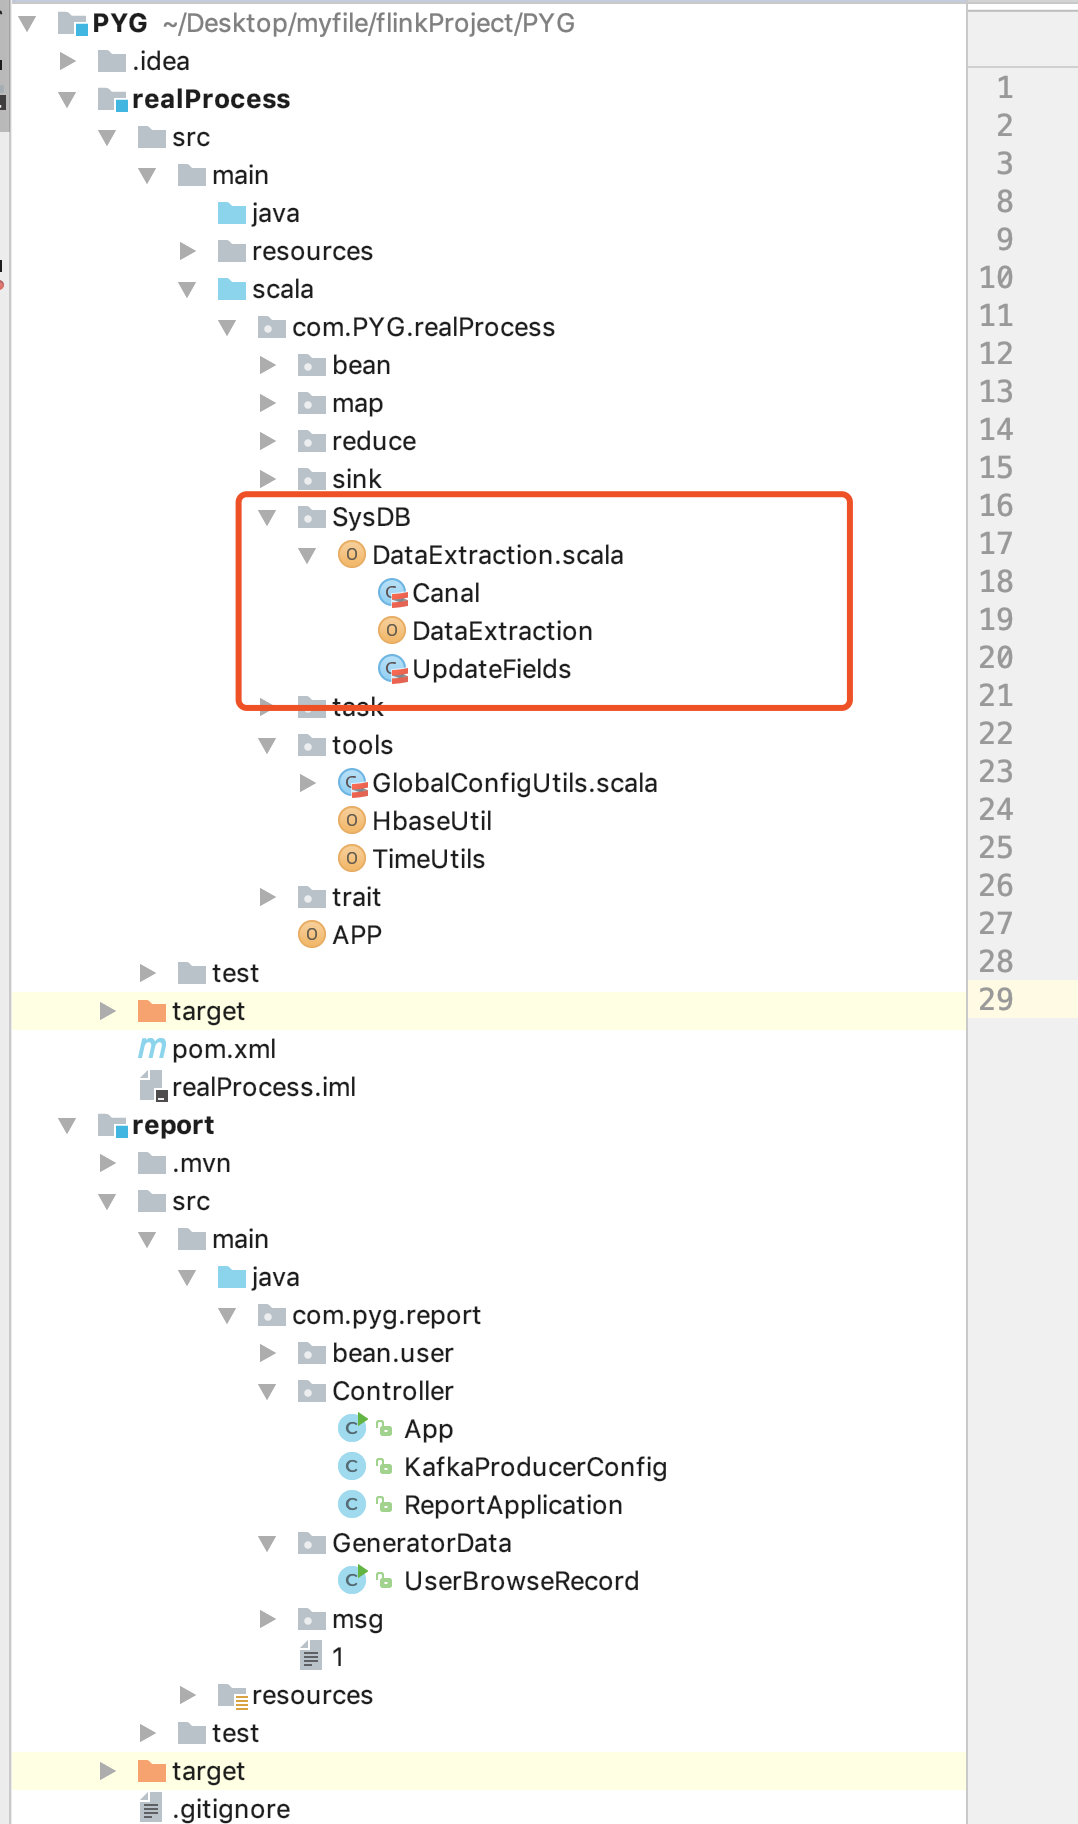 PYG ~/Desktop/myfile/flinkProject/PYG
.idea
realProcess
src
main
java
resources
scala
com.PYG.realProcess
bean
map
reduce
sink
SysDB
DataExtraction.scala
Canal
DataExtraction
UpdateFields
task
tools
GlobalConfigUtils.scala
HbaseUtil
TimeUtils
trait
APP
test
target
pom.xml
realProcess.iml
report
.mvn
src
main
java
com.pyg.report
bean.user
Controller
App
KafkaProducerConfig
ReportApplication
GeneratorData
UserBrowseRecord
msg
1
resources
test
target
.gitignore
1
2
3
8
9
10
11
12
13
14
15
16
17
18
19
20
21
22
23
24
25
26
27
28
29